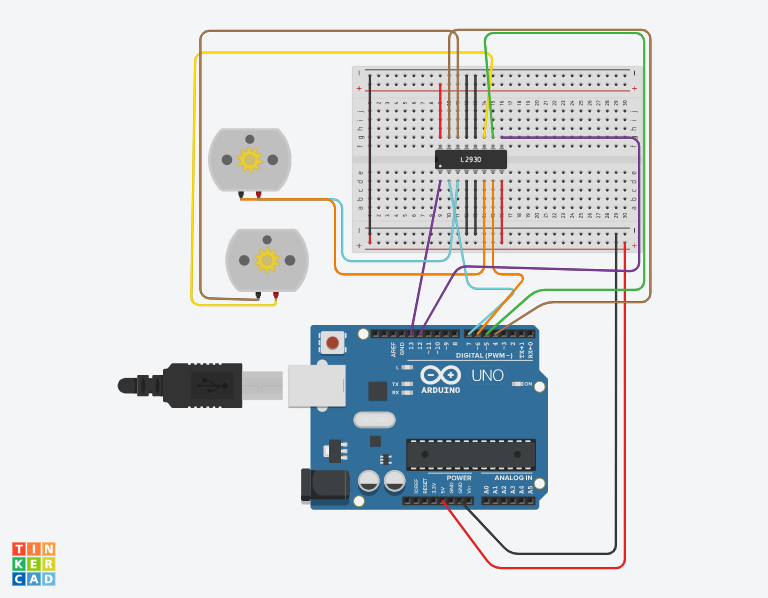 L293D
AREF
GND
13
12
~11
~10
~9
8
7
~6
~5
4
~3
2
TX→1
RX←0
DIGITAL (PWM~)
L
TX
RX
UNO
ARDUINO
ON
POWER
ANALOG IN
IOREF
RESET
3.3V
5V
GND
GND
Vin
A0
A1
A2
A3
A4
A5
TIN
KER
CAD